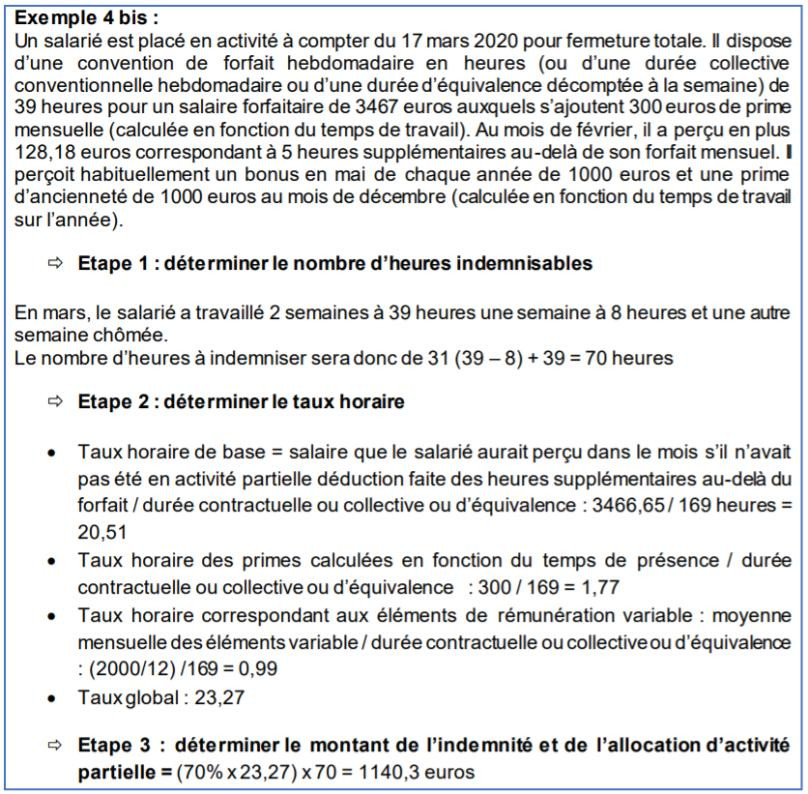 Exemple 4 bis :
Un salarié est placé en activité à compter du 17 mars 2020 pour fermeture totale. Il dispose
d'une convention de forfait hebdomadaire en heures (ou d'une durée collective
conventionnelle hebdomadaire ou d'une durée d'équivalence décomptée à la semaine) de
39 heures pour un salaire forfaitaire de 3467 euros auxquels s'ajoutent 300 euros de prime
mensuelle (calculée en fonction du temps de travail). Au mois de février, il a perçu en plus
128,18 euros correspondant à 5 heures supplémentaires au-delà de son forfait mensuel. Il
perçoit habituellement un bonus en mai de chaque année de 1000 euros et une prime
d'ancienneté de 1000 euros au mois de décembre (calculée en fonction du temps de travail
sur l'année).
⇨ Etape 1 : déterminer le nombre d'heures indemnisables
En mars, le salarié a travaillé 2 semaines à 39 heures une semaine à 8 heures et une autre
semaine chômée.
Le nombre d'heures à indemniser sera donc de 31 (39 – 8) + 39 = 70 heures
⇨ Etape 2 : déterminer le taux horaire
• Taux horaire de base = salaire que le salarié aurait perçu dans le mois s'il n'avait
pas été en activité partielle déduction faite des heures supplémentaires au-delà du
forfait / durée contractuelle ou collective ou d'équivalence : 3466,65 / 169 heures =
20,51
• Taux horaire des primes calculées en fonction du temps de présence / durée
contractuelle ou collective ou d'équivalence : 300 / 169 = 1,77
• Taux horaire correspondant aux éléments de rémunération variable : moyenne
mensuelle des éléments variable / durée contractuelle ou collective ou d'équivalence
: (2000/12) /169 = 0,99
• Taux global : 23,27
⇨ Etape 3 : déterminer le montant de l'indemnité et de l'allocation d'activité
partielle = (70% x 23,27) x 70 = 1140,3 euros